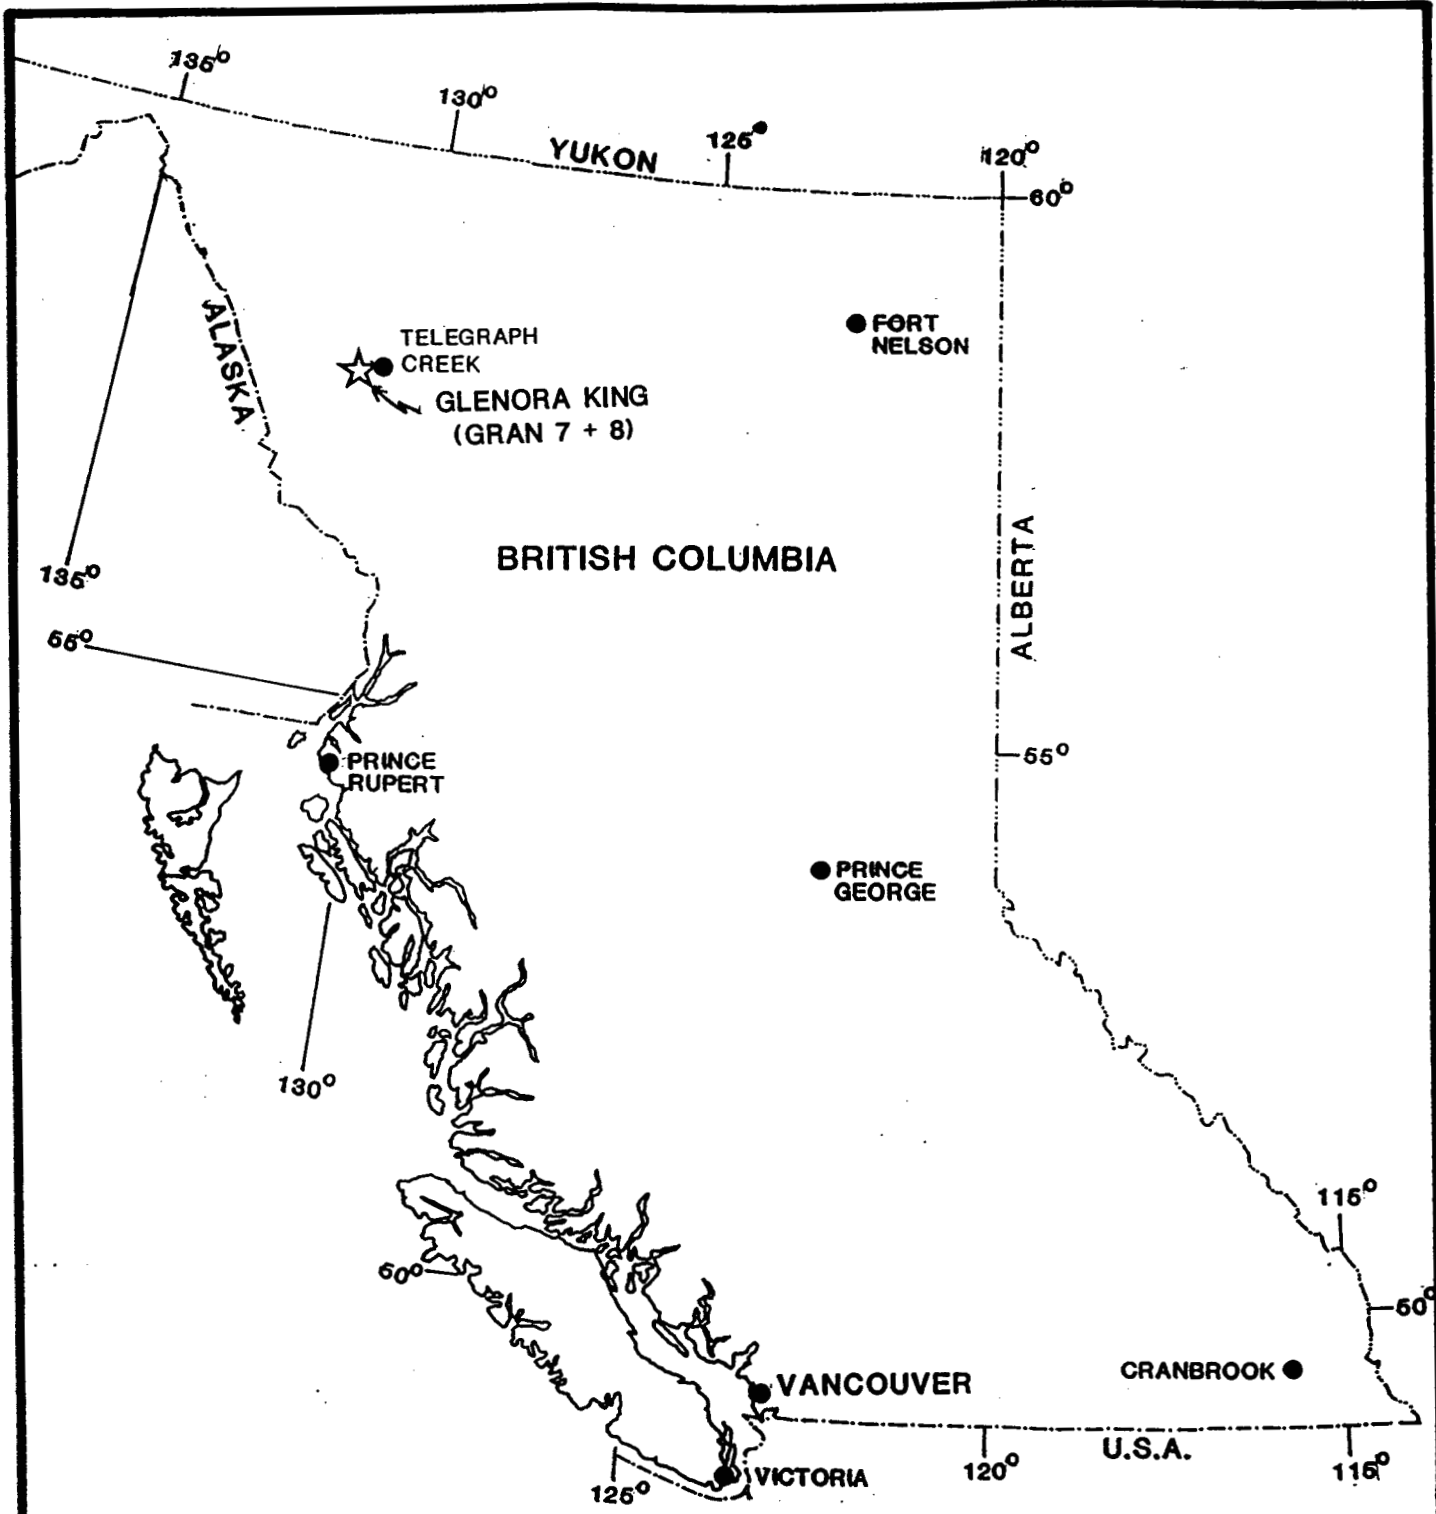 135°
130°
125°
YUKON
120°
60°
ALASKA
TELEGRAPH
CREEK
FORT
NELSON
GLENORA KING
(GRAN 7 + 8)
BRITISH COLUMBIA
ALBERTA
135°
55°
55°
PRINCE
RUPERT
PRINCE
GEORGE
130°
115°
50°
50°
CRANBROOK
VANCOUVER
U.S.A.
VICTORIA
125°
120°
115°